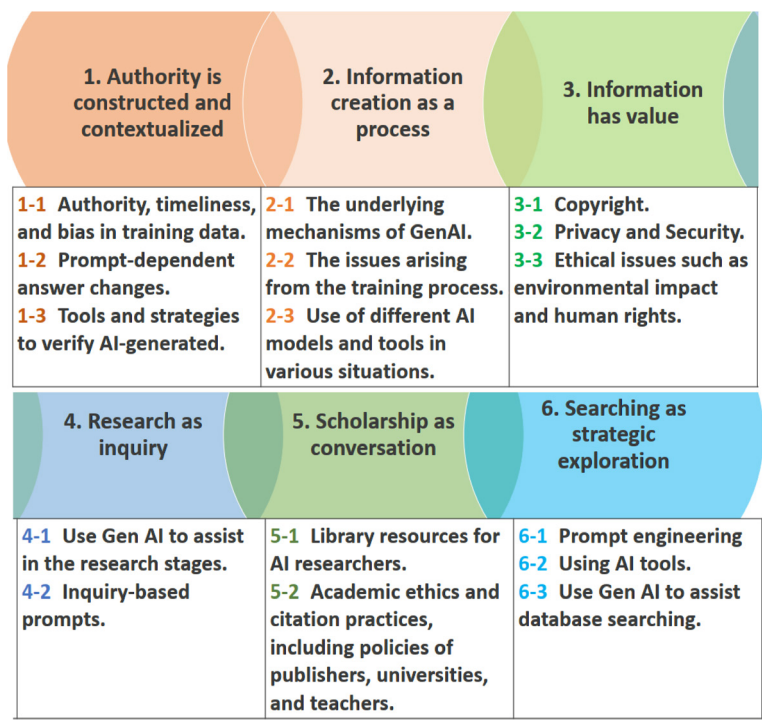 1. Authority is
constructed and
contextualized
2. Information
creation as a
process
3. Information
has value
1-1 Authority, timeliness,
and bias in training data.
1-2 Prompt-dependent
answer changes.
1-3 Tools and strategies
to verify AI-generated.
2-1 The underlying
mechanisms of GenAI.
2-2 The issues arising
from the training process.
2-3 Use of different AI
models and tools in
various situations.
3-1 Copyright.
3-2 Privacy and Security.
3-3 Ethical issues such as
environmental impact
and human rights.
4. Research as
inquiry
5. Scholarship as
conversation
6. Searching as
strategic
exploration
4-1 Use Gen AI to assist
in the research stages.
4-2 Inquiry-based
prompts.
5-1 Library resources for
AI researchers.
5-2 Academic ethics and
citation practices,
including policies of
publishers, universities,
and teachers.
6-1 Prompt engineering
6-2 Using AI tools.
6-3 Use Gen AI to assist
database searching.